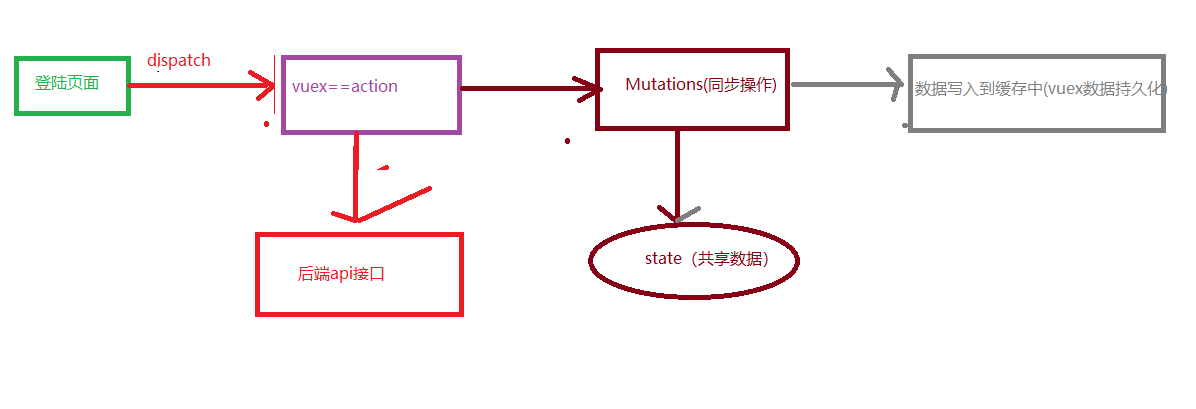 登陆页面
dispatch
vuex==action
Mutations(同步操作)
数据写入到缓存中(vuex数据持久化)
后端api接口
state（共享数据）